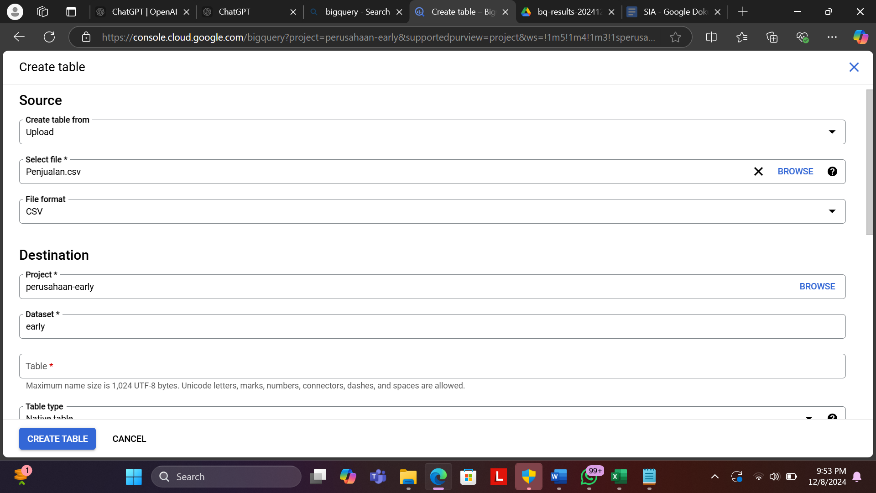 ChatGPT | OpenAI
ChatGPT
bigquery - Search
Create table – Big
bq-results-20241
SIA - Google Dok
https://console.cloud.google.com/bigquery?project=perusahaan-early&supportedpurview=project&ws=!1m5!1m4!1m3!1sperusa...
Create table
Source
Create table from
Upload
Select file *
Penjualan.csv
BROWSE
File format
CSV
Destination
Project *
perusahaan-early
BROWSE
Dataset *
early
Table *
Maximum name size is 1,024 UTF-8 bytes. Unicode letters, marks, numbers, connectors, dashes, and spaces are allowed.
Table type
Native table
CREATE TABLE
CANCEL
1
Search
L
99+
9:53 PM
12/8/2024